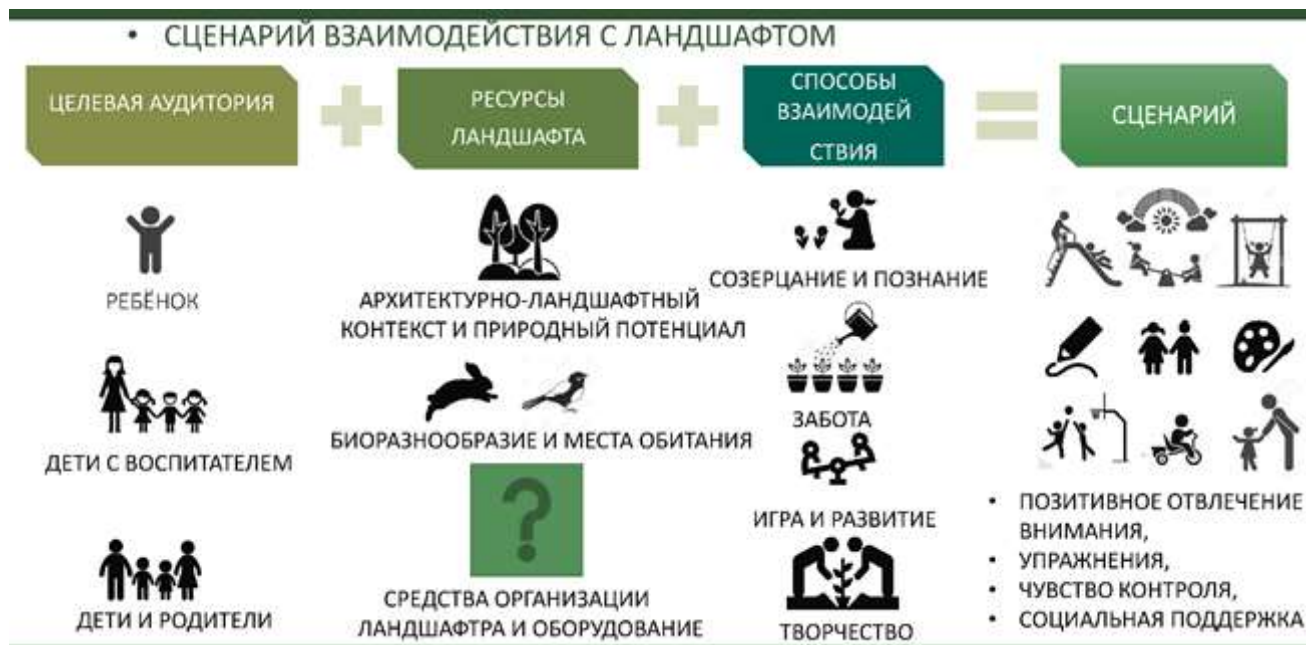 • СЦЕНАРИЙ ВЗАИМОДЕЙСТВИЯ С ЛАНДШАФТОМ
ЦЕЛЕВАЯ АУДИТОРИЯ
РЕСУРСЫ
ЛАНДШАФТА
СПОСОБЫ
ВЗАИМОДЕЙ
СТВИЯ
СЦЕНАРИЙ
РЕБЁНОК
ДЕТИ С ВОСПИТАТЕЛЕМ
ДЕТИ И РОДИТЕЛИ
АРХИТЕКТУРНО-ЛАНДШАФТНЫЙ
КОНТЕКСТ И ПРИРОДНЫЙ ПОТЕНЦИАЛ
БИОРАЗНООБРАЗИЕ И МЕСТА ОБИТАНИЯ
?
СРЕДСТВА ОРГАНИЗАЦИИ
ЛАНДШАФТРА И ОБОРУДОВАНИЕ
СОЗЕРЦАНИЕ И ПОЗНАНИЕ
ЗАБОТА
ИГРА И РАЗВИТИЕ
ТВОРЧЕСТВО
• ПОЗИТИВНОЕ ОТВЛЕЧЕНИЕ
ВНИМАНИЯ,
• УПРАЖНЕНИЯ,
• ЧУВСТВО КОНТРОЛЯ,
• СОЦИАЛЬНАЯ ПОДДЕРЖКА